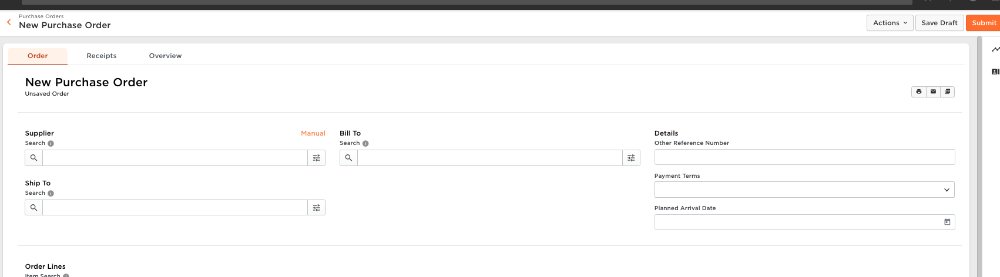 Purchase Orders
New Purchase Order
Actions
Save Draft
Submit
Order
Receipts
Overview
New Purchase Order
Unsaved Order
Supplier
Manual
Search
Bill To
Search
Details
Other Reference Number
Ship To
Search
Payment Terms
Planned Arrival Date
Order Lines
Item Search